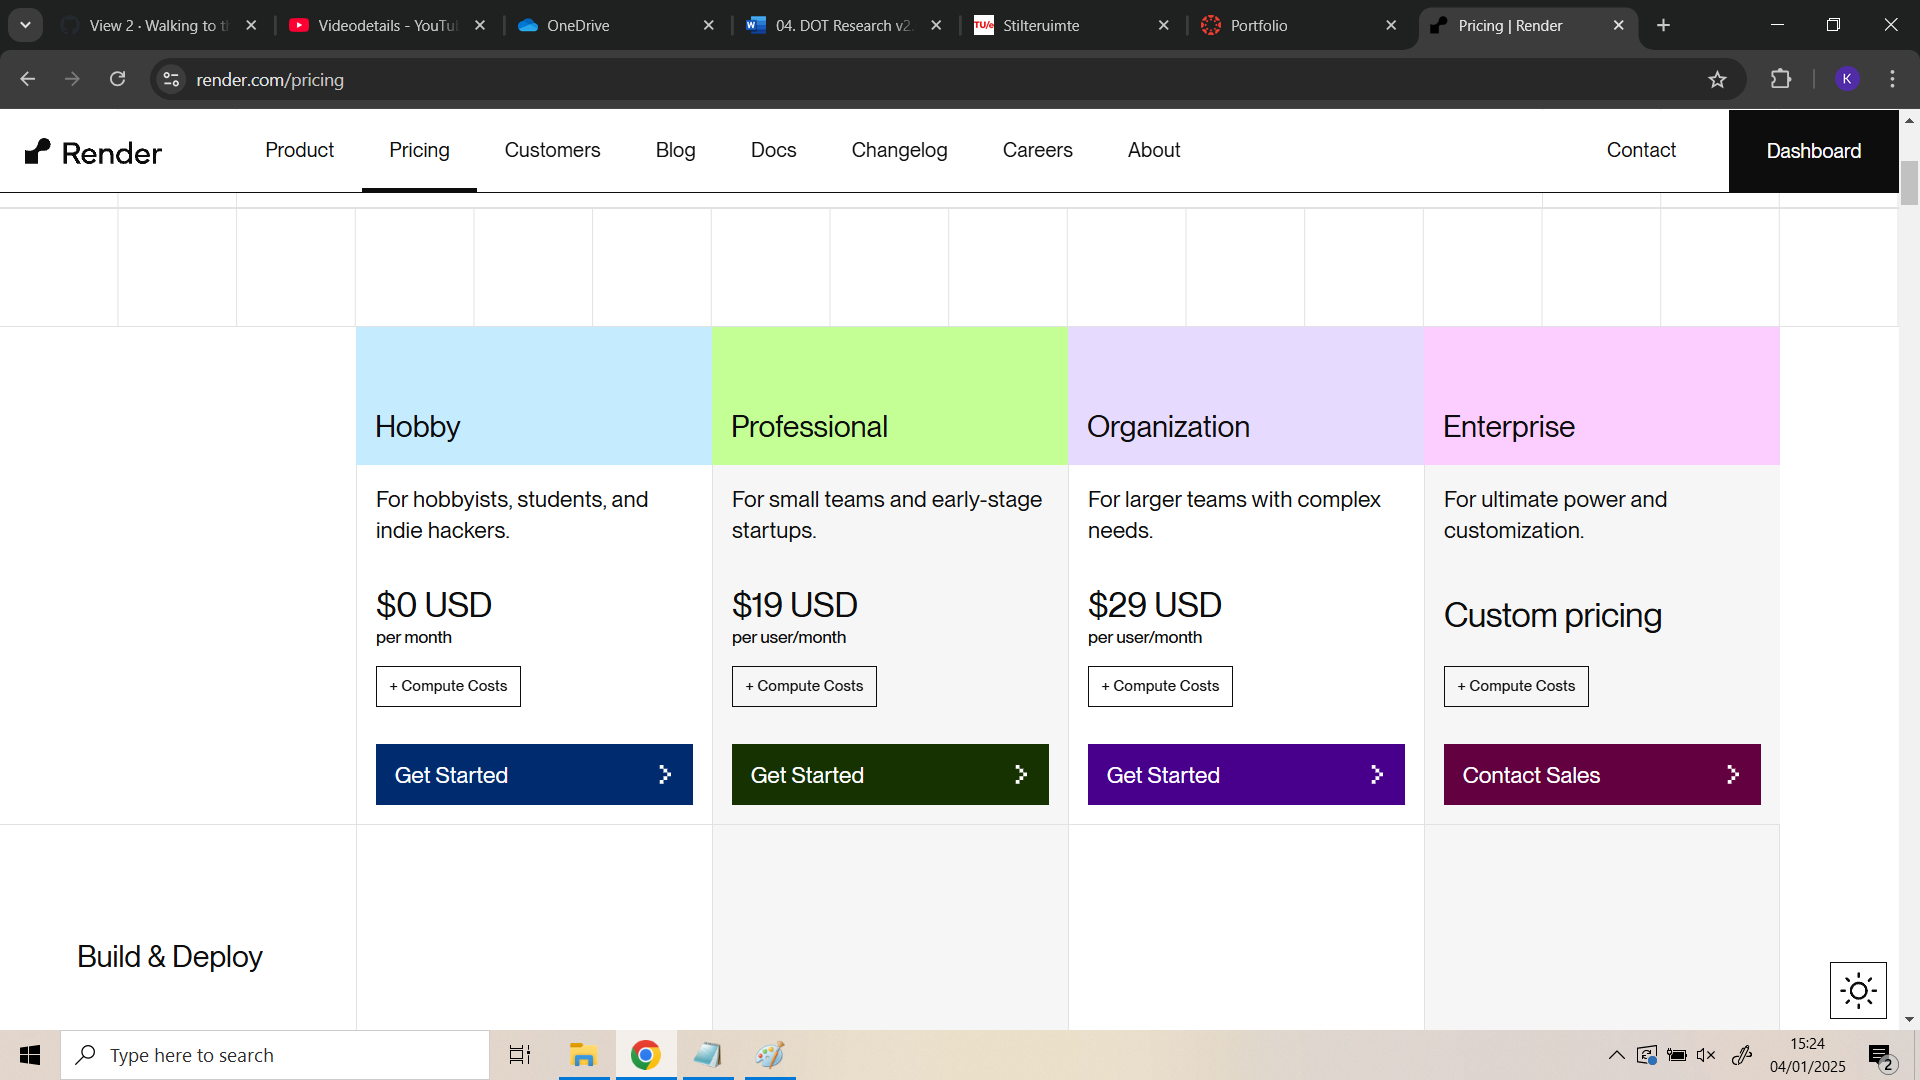 View 2 · Walking to th
Videodetails - YouTu
OneDrive
04. DOT Research v2.
TU/e
Stilteruimte
Portfolio
Pricing | Render
render.com/pricing
K
Render
Product
Pricing
Customers
Blog
Docs
Changelog
Careers
About
Contact
Dashboard
Hobby
For hobbyists, students, and
indie hackers.
$0 USD
per month
+ Compute Costs
Get Started
Professional
For small teams and early-stage
startups.
$19 USD
per user/month
+ Compute Costs
Get Started
Organization
For larger teams with complex
needs.
$29 USD
per user/month
+ Compute Costs
Get Started
Enterprise
For ultimate power and
customization.
Custom pricing
+ Compute Costs
Contact Sales
Build & Deploy
Type here to search
15:24
04/01/2025
2